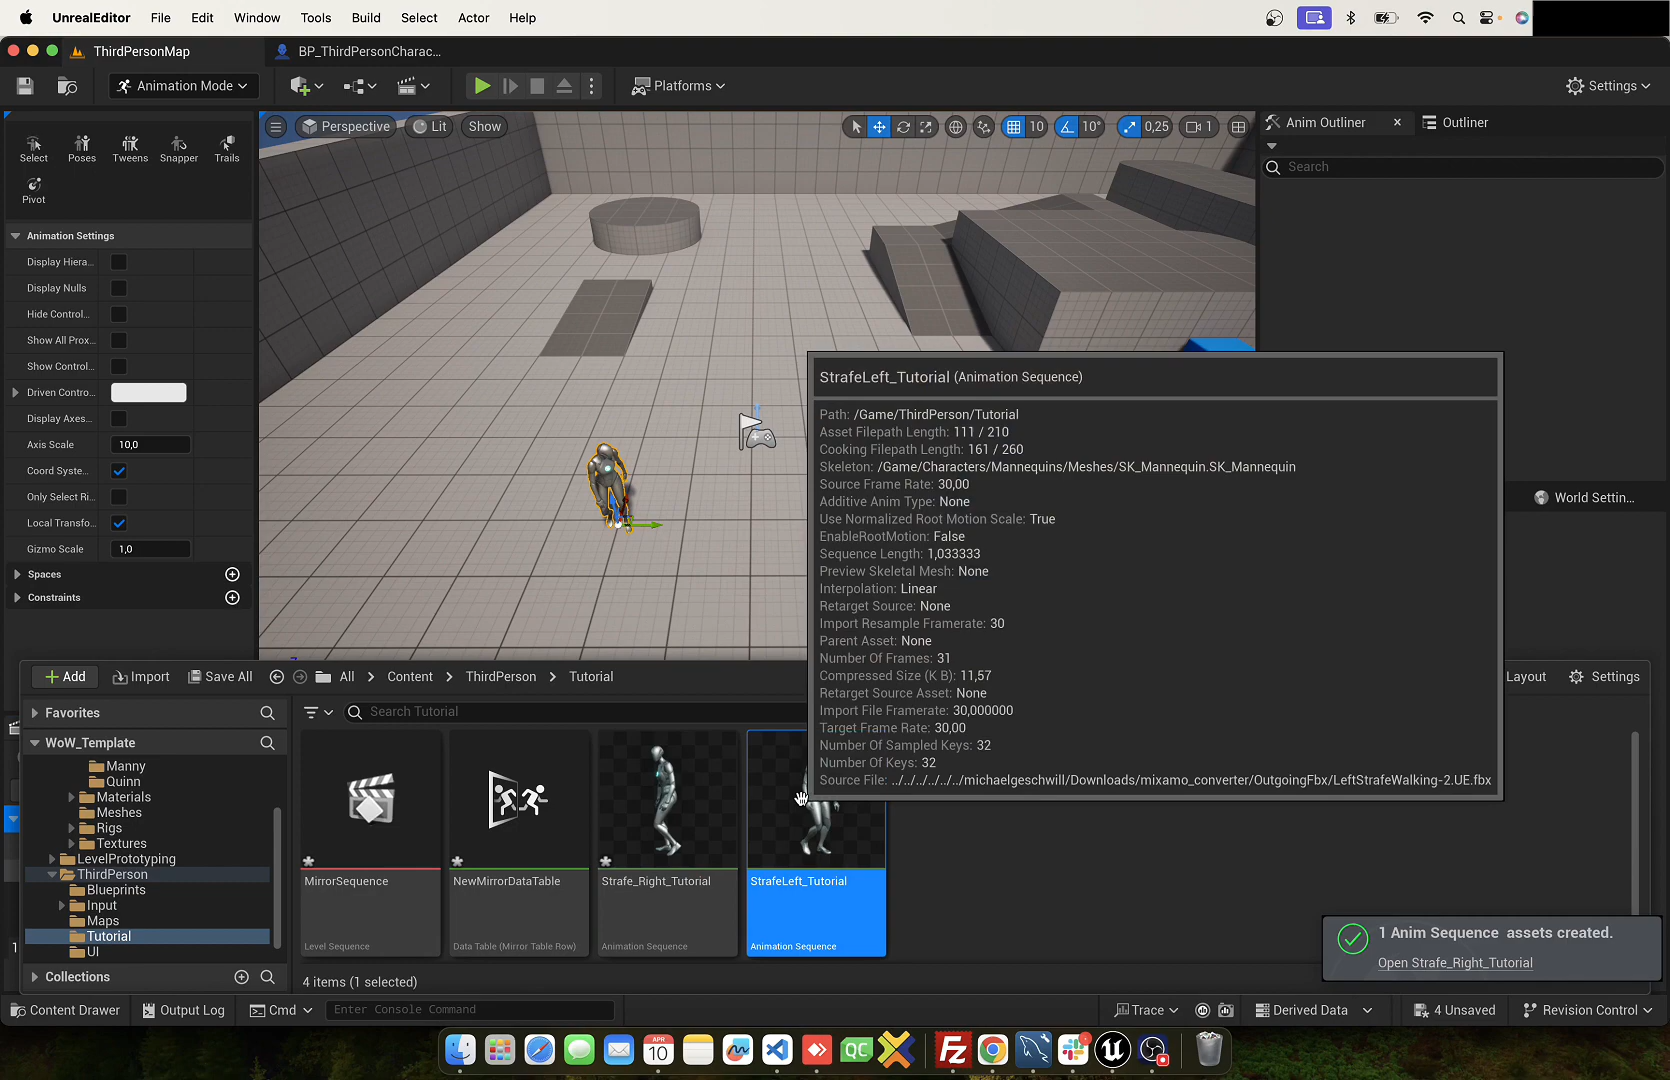 UnrealEditor File Edit Window Tools Build Select Actor Help
ThirdPersonMap BP_ThirdPersonCharac...
Animation Mode Platforms Settings
Select Poses Tweens Snapper Trails
Pivot
Perspective Lit Show 10 10° 0,25 1
Anim Outliner Outliner
Search
Animation Settings
Display Hiera...
Display Nulls
Hide Control...
Show All Prox...
Show Control...
Driven Contro...
Display Axes...
Axis Scale 10,0
Coord Syste...
Only Select Ri...
Local Transfo...
Gizmo Scale 1,0
Spaces
Constraints
World Settin...
StrafeLeft_Tutorial (Animation Sequence)
Path: /Game/ThirdPerson/Tutorial
Asset Filepath Length: 111 / 210
Cooking Filepath Length: 161 / 260
Skeleton: /Game/Characters/Mannequins/Meshes/SK_Mannequin.SK_Mannequin
Source Frame Rate: 30,00
Additive Anim Type: None
Use Normalized Root Motion Scale: True
EnableRootMotion: False
Sequence Length: 1,033333
Preview Skeletal Mesh: None
Interpolation: Linear
Retarget Source: None
Import Resample Framerate: 30
Parent Asset: None
Number Of Frames: 31
Compressed Size (K B): 11,57
Retarget Source Asset: None
Import File Framerate: 30,000000
Target Frame Rate: 30,00
Number Of Sampled Keys: 32
Number Of Keys: 32
Source File: ../../../../../../michaelgeschwill/Downloads/mixamo_converter/OutgoingFbx/LeftStrafeWalking-2.UE.fbx
Add Import Save All All Content ThirdPerson Tutorial Layout Settings
Favorites
Search Tutorial
WoW_Template
Manny
Quinn
Materials
Meshes
Rigs
Textures
LevelPrototyping
ThirdPerson
Blueprints
Input
Maps
Tutorial
UI
Collections
MirrorSequence
Level Sequence
NewMirrorDataTable
Data Table (Mirror Table Row)
Strafe_Right_Tutorial
Animation Sequence
StrafeLeft_Tutorial
Animation Sequence
4 items (1 selected)
1 Anim Sequence assets created.
Open Strafe_Right_Tutorial
Content Drawer Output Log Cmd Enter Console Command Trace Derived Data 4 Unsaved Revision Control
APR
10
QC
Fz